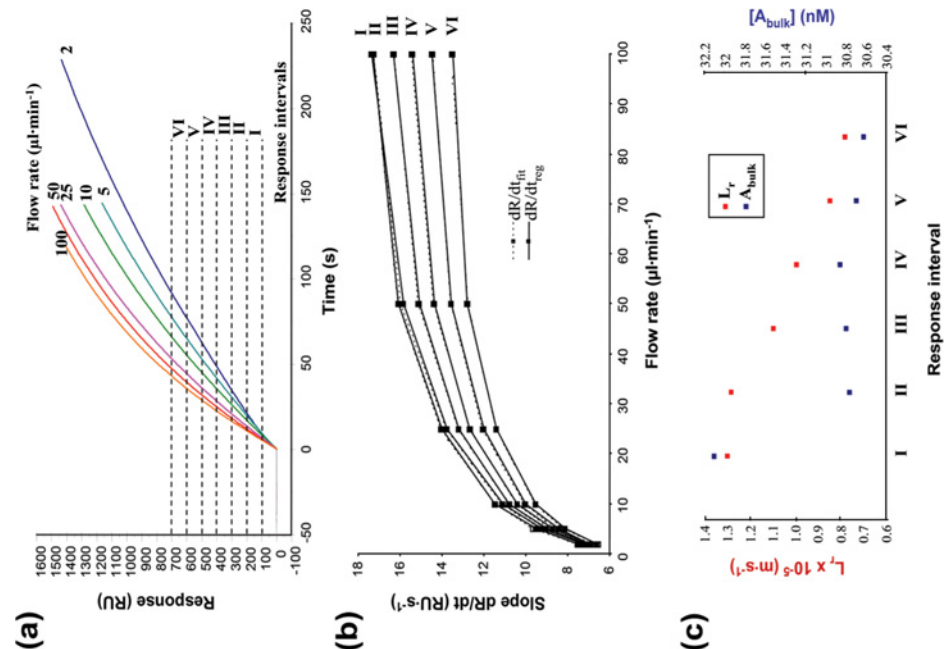 (a)
Flow rate (µl·min⁻¹)
100
50
25
10
5
2
VI
V
IV
III
II
I
Response intervals
1600
1500
1400
1300
1200
1100
1000
900
800
700
600
500
400
300
200
100
0
-100
Response (RU)
-50
0
50
100
150
200
250
Time (s)
(b)
I
II
III
IV
V
VI
dR/dt_fit
dR/dt_reg
18
16
14
12
10
8
6
Slope dR/dt (RU·s⁻¹)
0
10
20
30
40
50
60
70
80
90
100
Flow rate (µl·min⁻¹)
(c)
L_r
A_bulk
1.4
1.3
1.2
1.1
1.0
0.9
0.8
0.7
0.6
L_r x 10⁻⁵ (m·s⁻¹)
32.2
32
31.8
31.6
31.4
31.2
31
30.8
30.6
30.4
[A_bulk] (nM)
I
II
III
IV
V
VI
Response interval